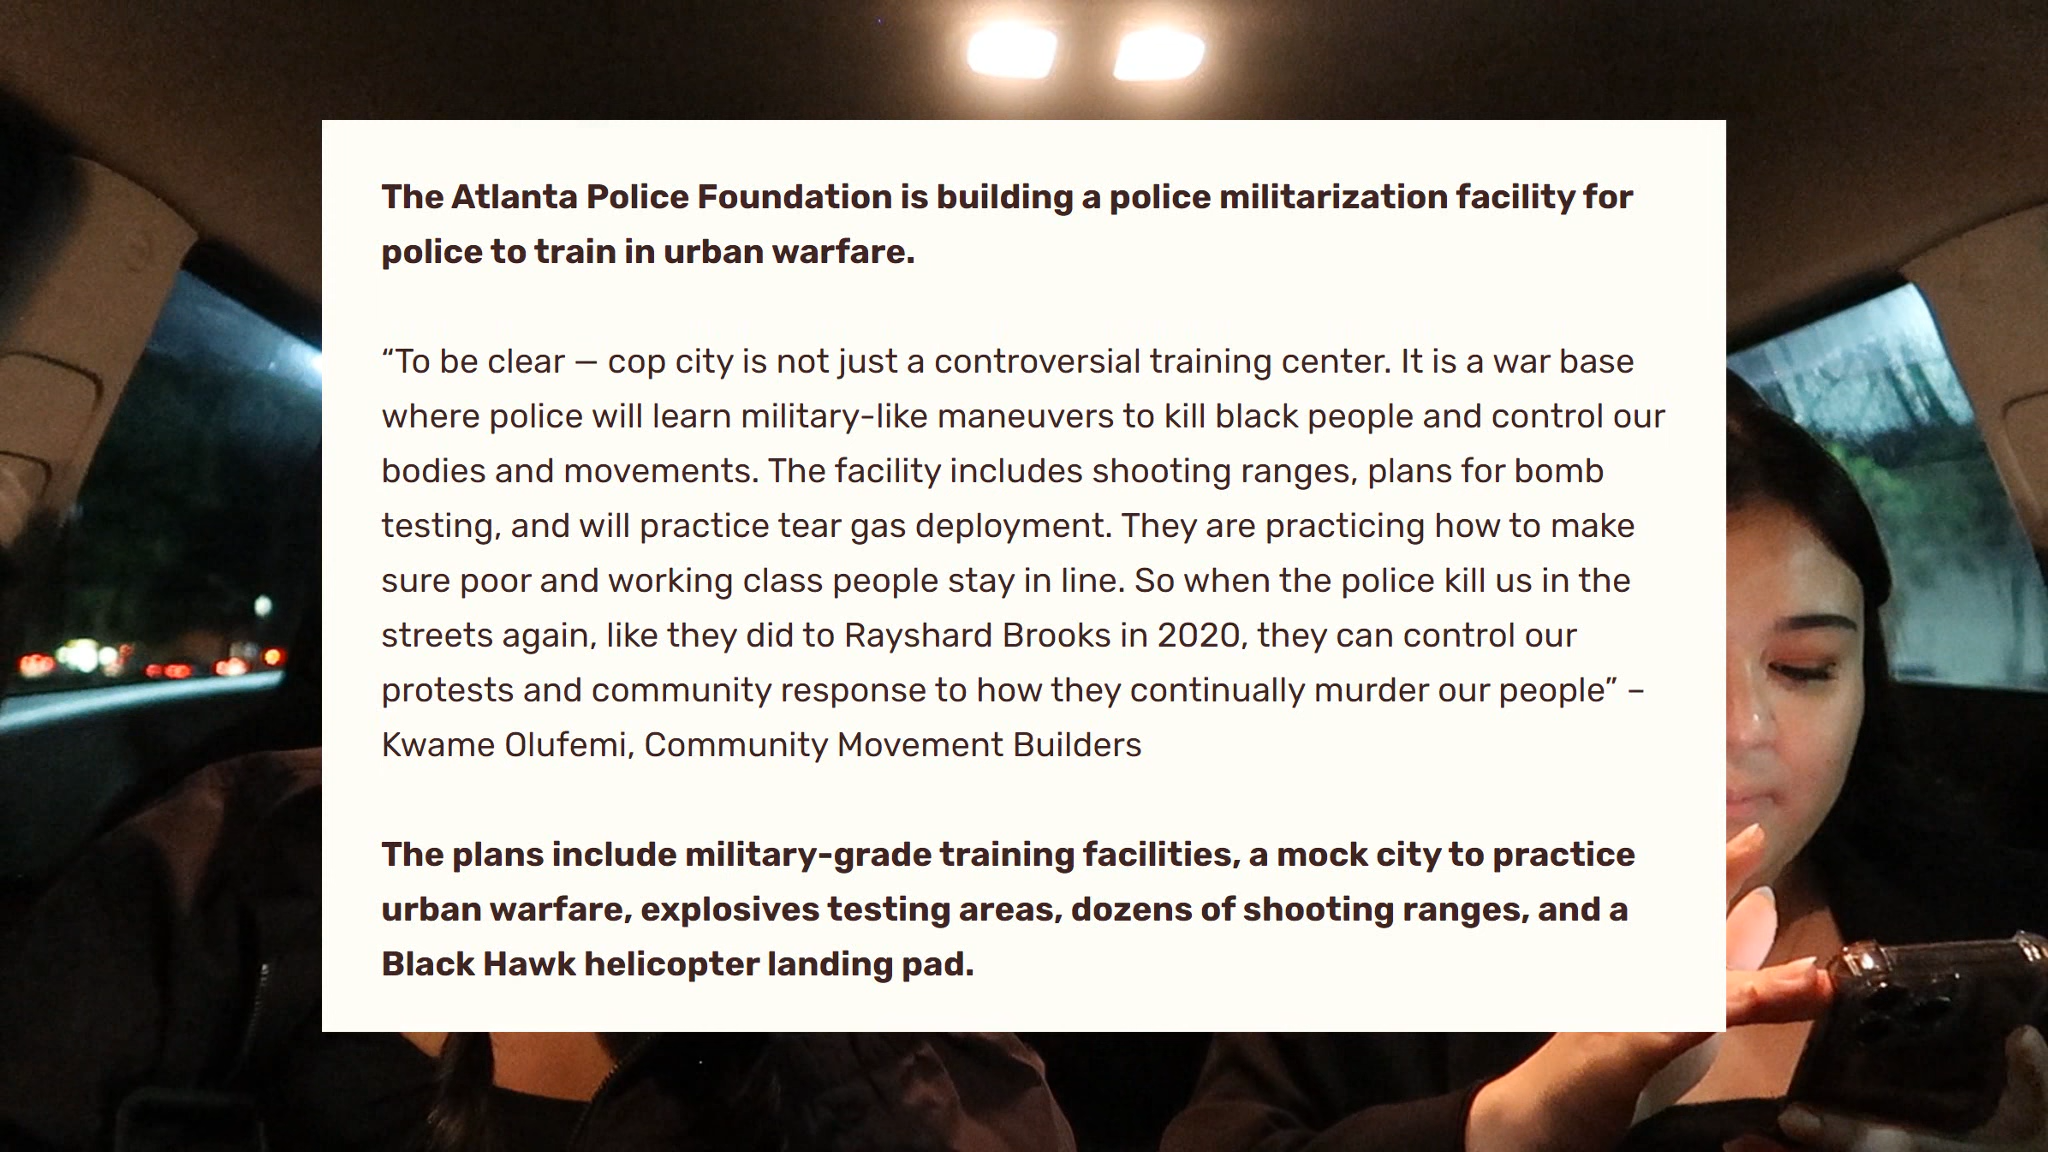 The Atlanta Police Foundation is building a police militarization facility for
police to train in urban warfare.
“To be clear — cop city is not just a controversial training center. It is a war base
where police will learn military-like maneuvers to kill black people and control our
bodies and movements. The facility includes shooting ranges, plans for bomb
testing, and will practice tear gas deployment. They are practicing how to make
sure poor and working class people stay in line. So when the police kill us in the
streets again, like they did to Rayshard Brooks in 2020, they can control our
protests and community response to how they continually murder our people” –
Kwame Olufemi, Community Movement Builders
The plans include military-grade training facilities, a mock city to practice
urban warfare, explosives testing areas, dozens of shooting ranges, and a
Black Hawk helicopter landing pad.